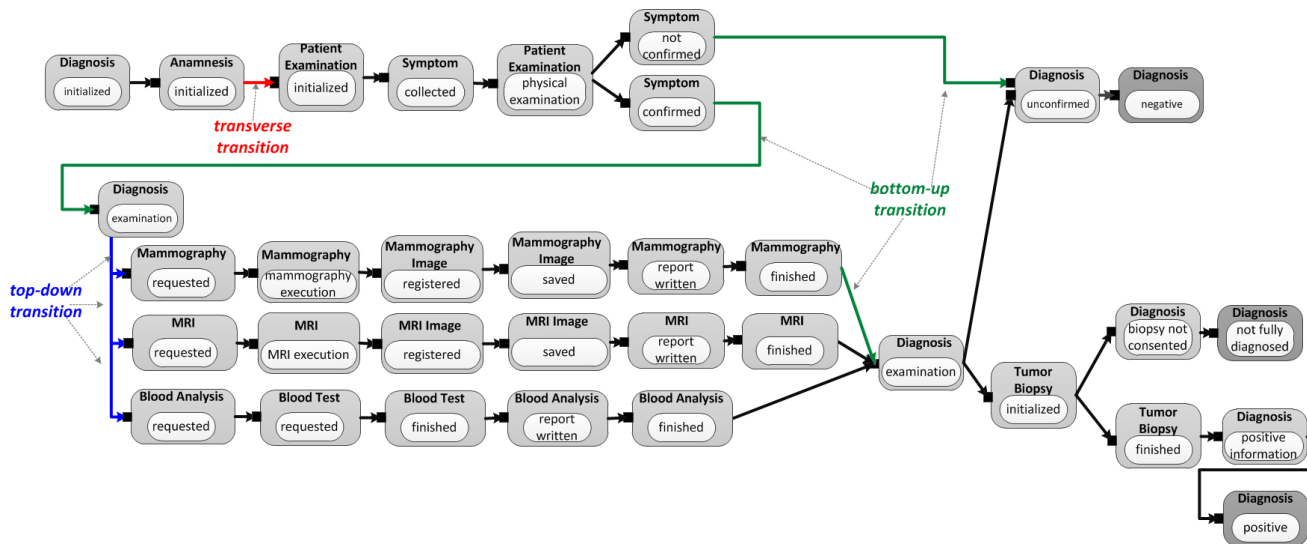 Diagnosis
initialized
Anamnesis
initialized
transverse
transition
Patient
Examination
initialized
Symptom
collected
Patient
Examination
physical
examination
Symptom
not
confirmed
Symptom
confirmed
Diagnosis
unconfirmed
Diagnosis
negative
bottom-up
transition
Diagnosis
examination
top-down
transition
Mammography
requested
Mammography
mammography
execution
Mammography
Image
registered
Mammography
Image
saved
Mammography
report
written
Mammography
finished
MRI
requested
MRI
MRI execution
MRI Image
registered
MRI Image
saved
MRI
report
written
MRI
finished
Blood Analysis
requested
Blood Test
requested
Blood Test
finished
Blood Analysis
report
written
Blood Analysis
finished
Diagnosis
examination
Tumor
Biopsy
initialized
Diagnosis
biopsy not
consented
Diagnosis
not fully
diagnosed
Tumor
Biopsy
finished
Diagnosis
positive
information
Diagnosis
positive